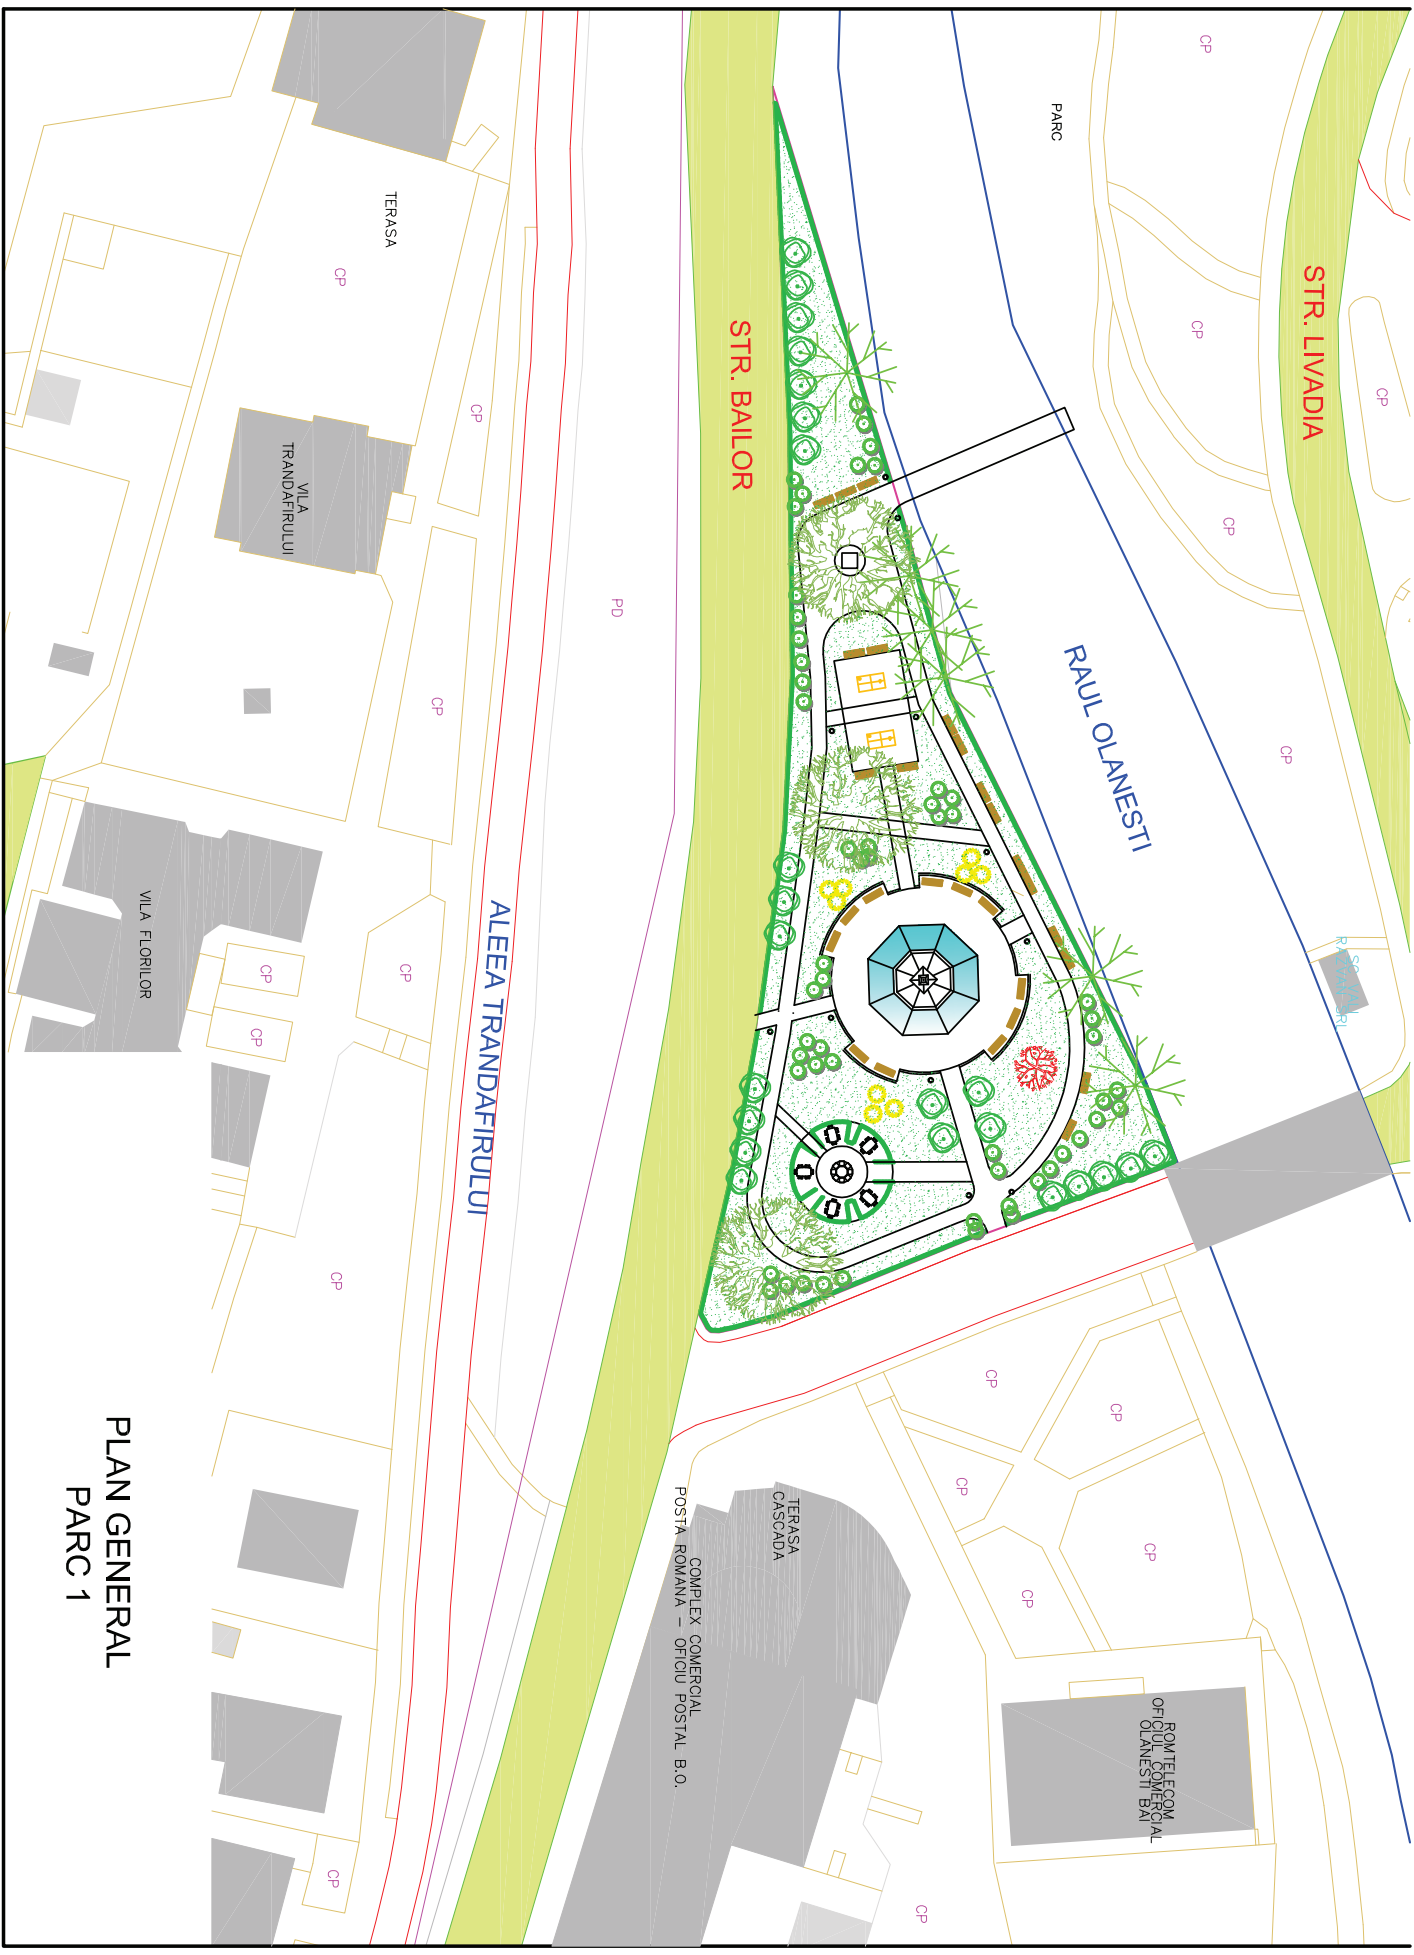 STR. LIVADIA
CP
CP
PARC
CP
CP
CP
RAUL OLANESTI
STR. BAILOR
TERASA
CP
CP
VILA
TRANDAFIRULUI
PD
CP
CP
CP
CP
VILA FLORILOR
ALEEA TRANDAFIRULUI
CP
CP
CP
CP
CP
CP
TERASA
CASCADA
COMPLEX COMERCIAL
POSTA ROMANA - OFICIU POSTAL B.O.
ROMTELECOM
OFICIUL COMERCIAL
OLANESTI BAI
CP
CP
PLAN GENERAL
PARC 1